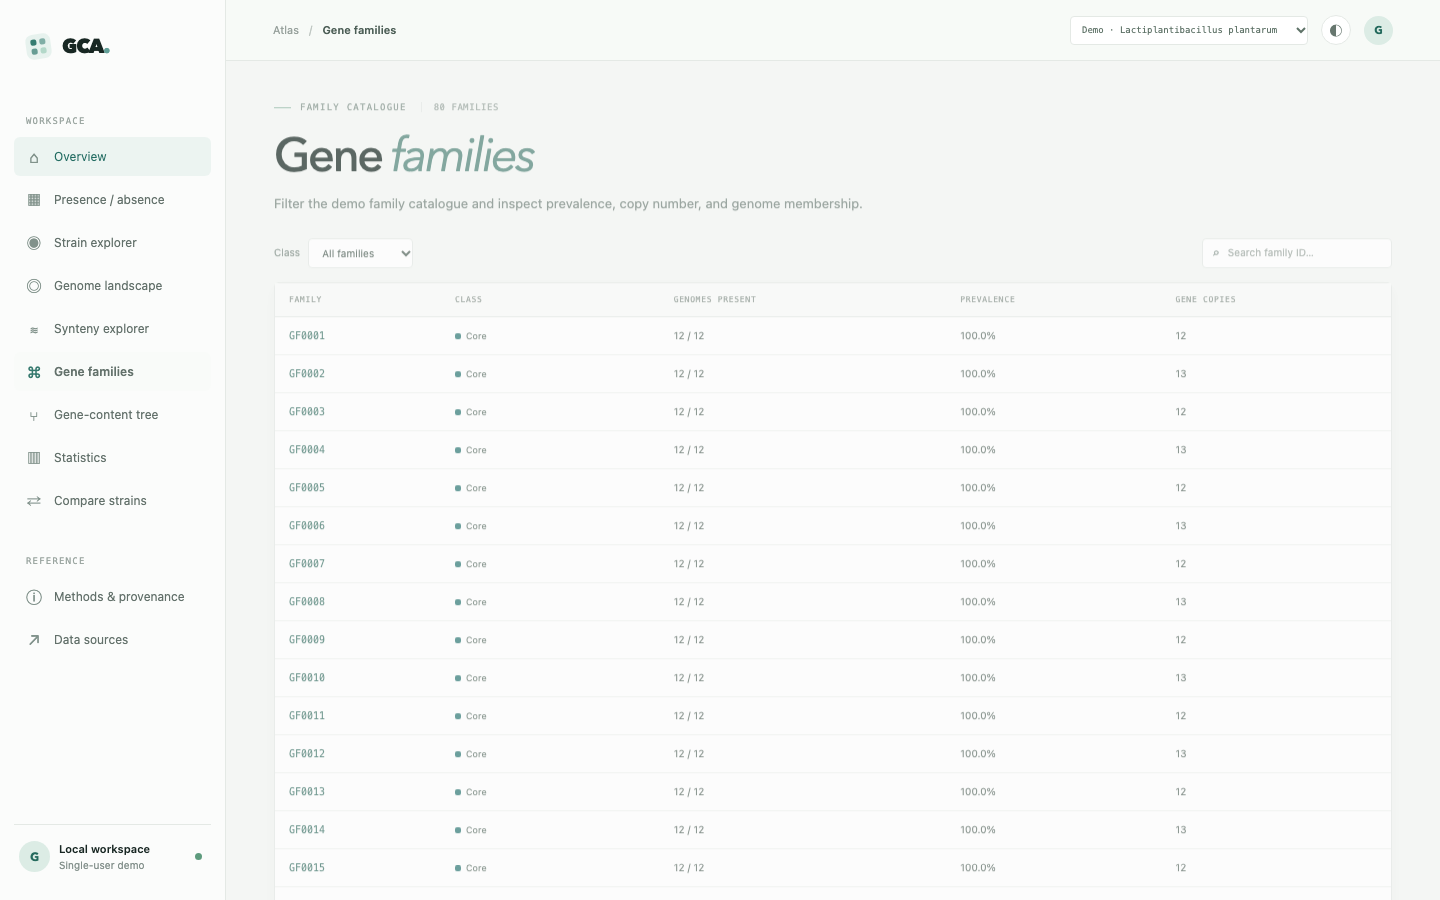 GCA.
WORKSPACE
Overview
Presence / absence
Strain explorer
Genome landscape
Synteny explorer
Gene families
Gene-content tree
Statistics
Compare strains
REFERENCE
Methods & provenance
Data sources
G
Local workspace
Single-user demo
Atlas / Gene families
Demo · Lactiplantibacillus plantarum
G
FAMILY CATALOGUE 80 FAMILIES
Gene families
Filter the demo family catalogue and inspect prevalence, copy number, and genome membership.
Class All families
Search family ID...
FAMILY CLASS GENOMES PRESENT PREVALENCE GENE COPIES
GF0001 Core 12 / 12 100.0% 12
GF0002 Core 12 / 12 100.0% 13
GF0003 Core 12 / 12 100.0% 12
GF0004 Core 12 / 12 100.0% 13
GF0005 Core 12 / 12 100.0% 12
GF0006 Core 12 / 12 100.0% 13
GF0007 Core 12 / 12 100.0% 12
GF0008 Core 12 / 12 100.0% 13
GF0009 Core 12 / 12 100.0% 12
GF0010 Core 12 / 12 100.0% 13
GF0011 Core 12 / 12 100.0% 12
GF0012 Core 12 / 12 100.0% 13
GF0013 Core 12 / 12 100.0% 12
GF0014 Core 12 / 12 100.0% 13
GF0015 Core 12 / 12 100.0% 12